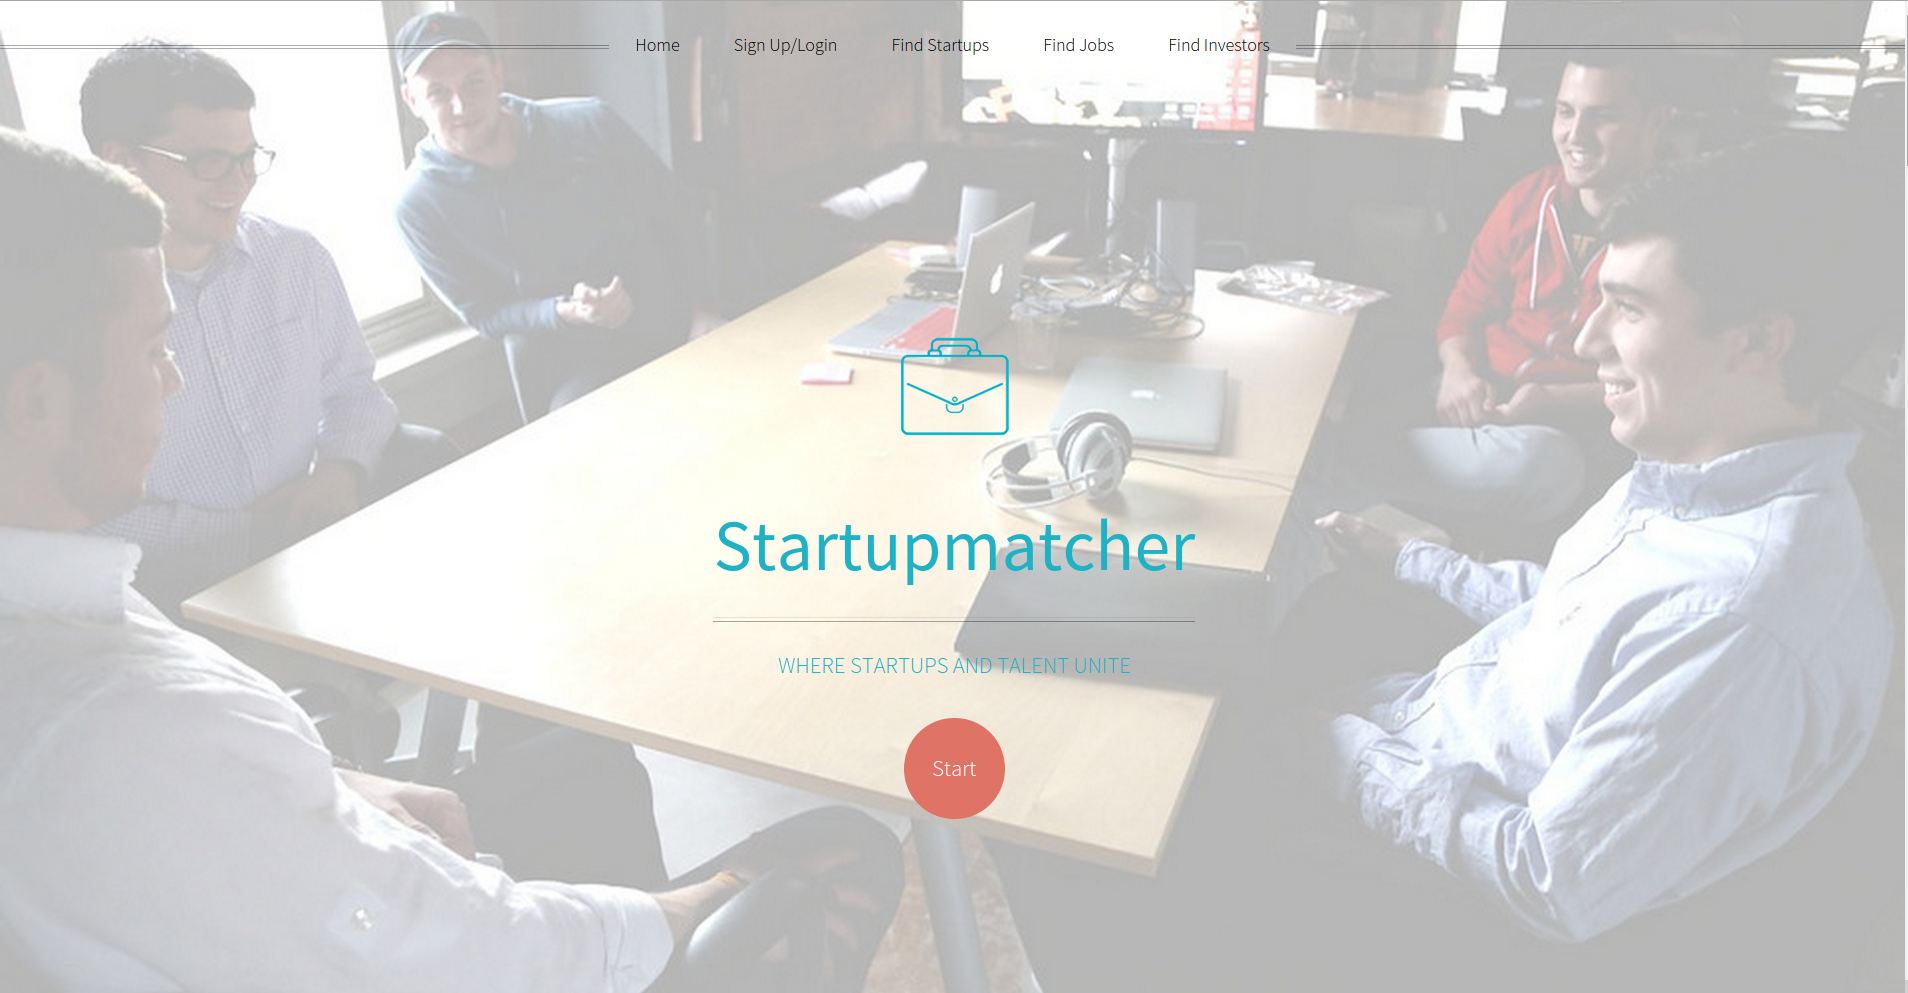 Home Sign Up/Login Find Startups Find Jobs Find Investors
Startupmatcher
WHERE STARTUPS AND TALENT UNITE
Start